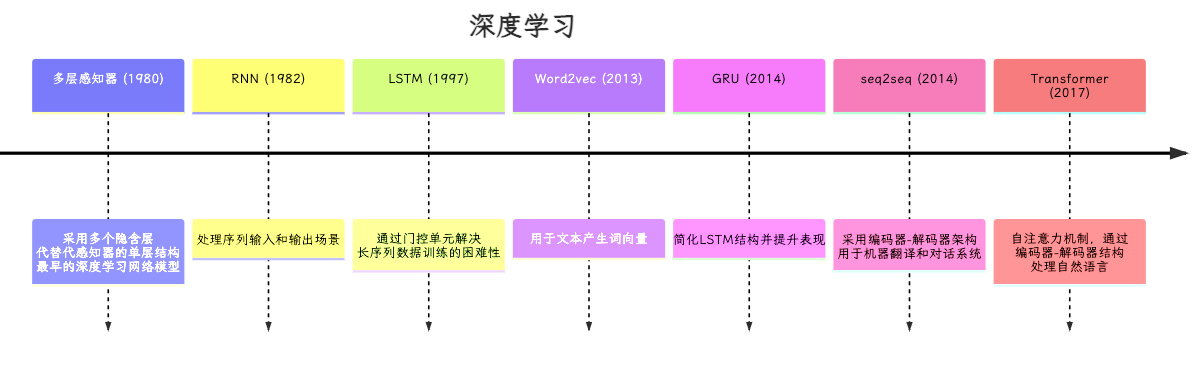 深度学习
多层感知器 (1980)
RNN (1982)
LSTM (1997)
Word2vec (2013)
GRU (2014)
seq2seq (2014)
Transformer
(2017)
采用多个隐含层
代替代感知器的单层结构
最早的深度学习网络模型
处理序列输入和输出场景
通过门控单元解决
长序列数据训练的困难性
用于文本产生词向量
简化LSTM结构并提升表现
采用编码器-解码器架构
用于机器翻译和对话系统
自注意力机制，通过
编码器-解码器结构
处理自然语言